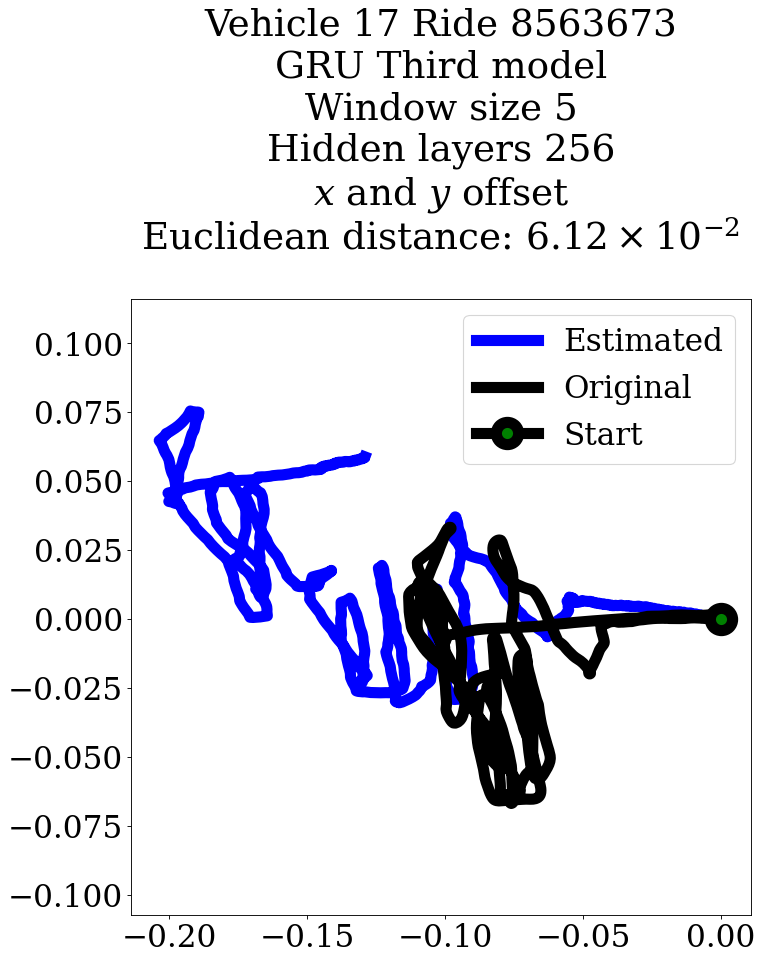 Vehicle 17 Ride 8563673
GRU Third model
Window size 5
Hidden layers 256
x and y offset
Euclidean distance: 6.12 × 10⁻²
Estimated
Original
Start
0.100
0.075
0.050
0.025
0.000
−0.025
−0.050
−0.075
−0.100
−0.20 −0.15 −0.10 −0.05 0.00